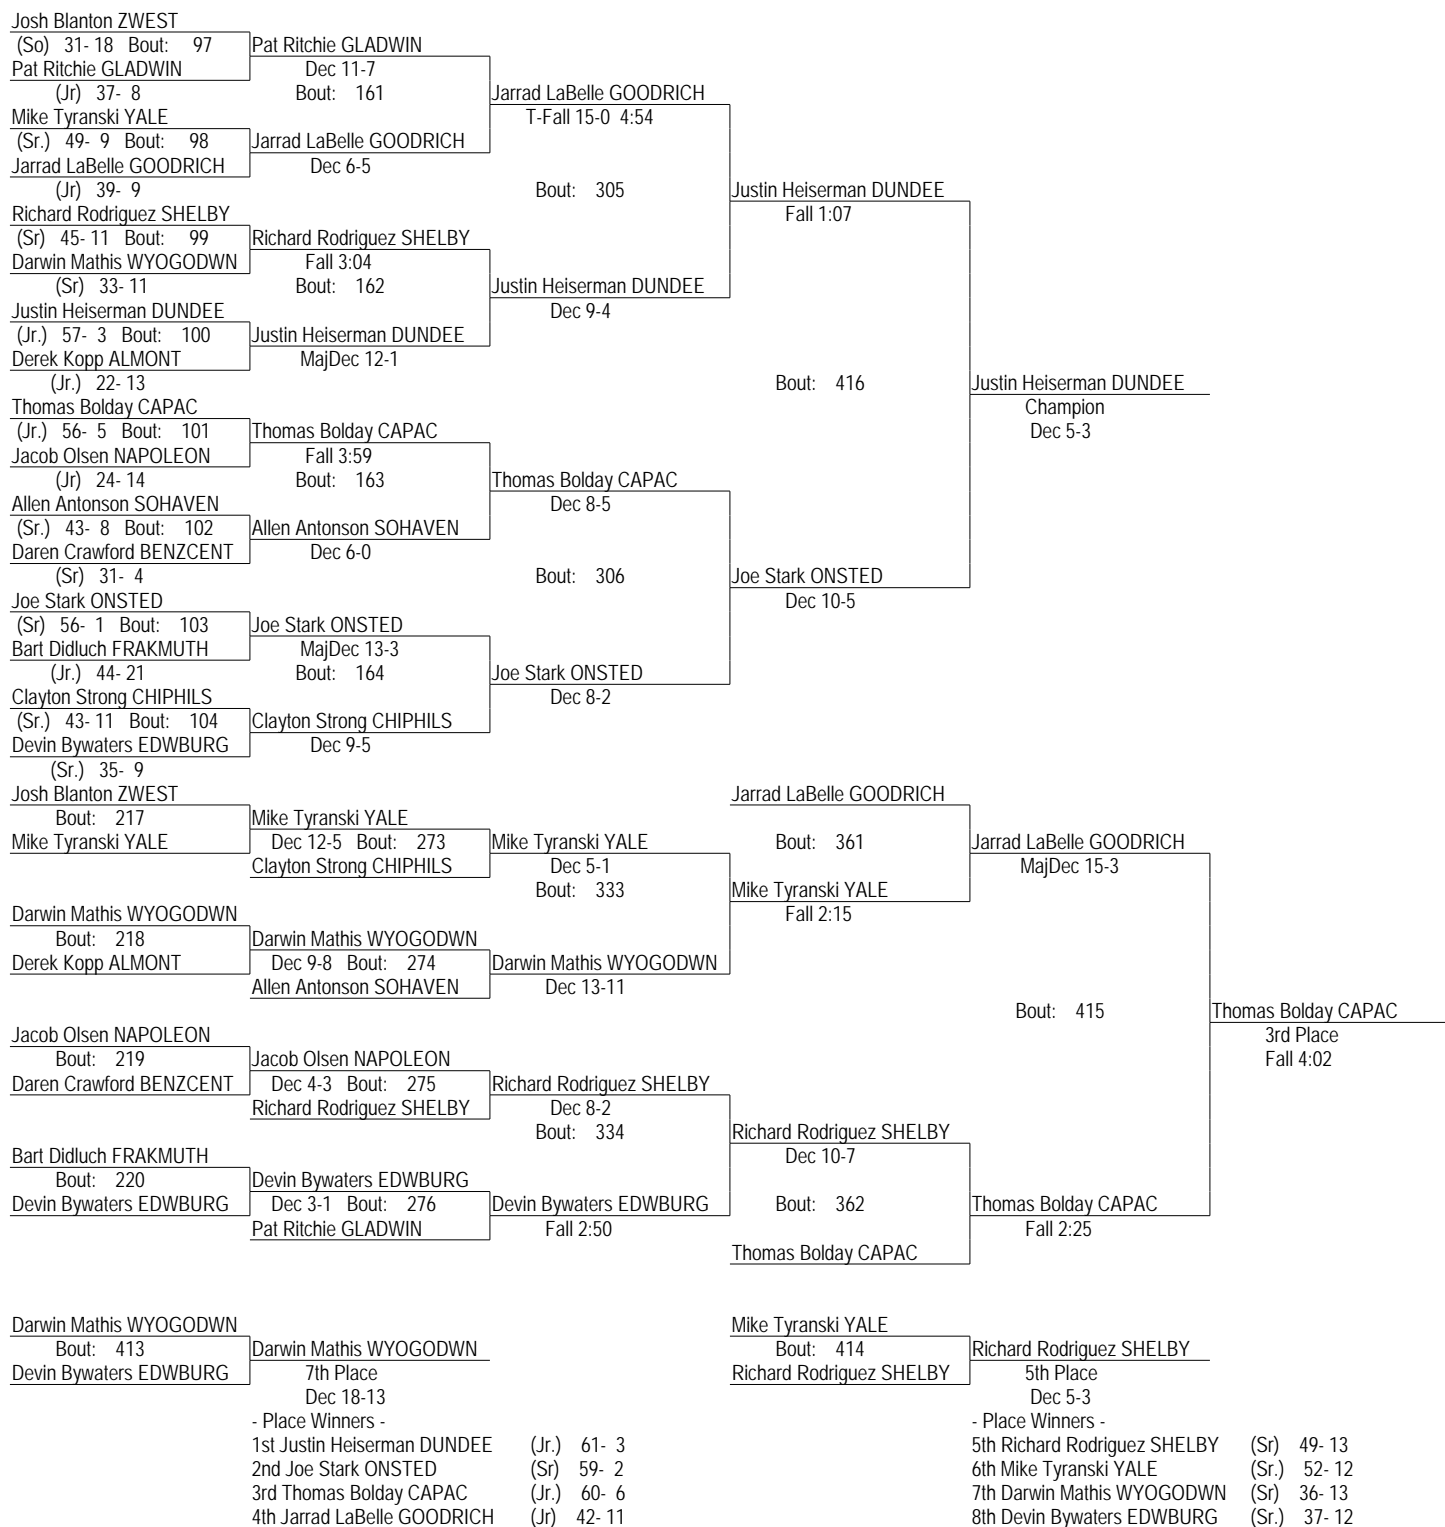 Josh Blanton ZWEST
(So) 31- 18 Bout: 97 Pat Ritchie GLADWIN
Pat Ritchie GLADWIN Dec 11-7
(Jr) 37- 8 Bout: 161 Jarrad LaBelle GOODRICH
Mike Tyranski YALE T-Fall 15-0 4:54
(Sr.) 49- 9 Bout: 98 Jarrad LaBelle GOODRICH
Jarrad LaBelle GOODRICH Dec 6-5
(Jr) 39- 9 Bout: 305 Justin Heiserman DUNDEE
Richard Rodriguez SHELBY Fall 1:07
(Sr) 45- 11 Bout: 99 Richard Rodriguez SHELBY
Darwin Mathis WYOGODWN Fall 3:04
(Sr) 33- 11 Bout: 162 Justin Heiserman DUNDEE
Justin Heiserman DUNDEE Dec 9-4
(Jr.) 57- 3 Bout: 100 Justin Heiserman DUNDEE
Derek Kopp ALMONT MajDec 12-1
(Jr.) 22- 13 Bout: 416 Justin Heiserman DUNDEE
Thomas Bolday CAPAC Champion
(Jr.) 56- 5 Bout: 101 Thomas Bolday CAPAC Dec 5-3
Jacob Olsen NAPOLEON Fall 3:59
(Jr) 24- 14 Bout: 163 Thomas Bolday CAPAC
Allen Antonson SOHAVEN Dec 8-5
(Sr.) 43- 8 Bout: 102 Allen Antonson SOHAVEN
Daren Crawford BENZCENT Dec 6-0
(Sr) 31- 4 Bout: 306 Joe Stark ONSTED
Joe Stark ONSTED Dec 10-5
(Sr) 56- 1 Bout: 103 Joe Stark ONSTED
Bart Didluch FRAKMUTH MajDec 13-3
(Jr.) 44- 21 Bout: 164 Joe Stark ONSTED
Clayton Strong CHIPHILS Dec 8-2
(Sr.) 43- 11 Bout: 104 Clayton Strong CHIPHILS
Devin Bywaters EDWBURG Dec 9-5
(Sr.) 35- 9
Josh Blanton ZWEST Jarrad LaBelle GOODRICH
Bout: 217 Mike Tyranski YALE
Mike Tyranski YALE Dec 12-5 Bout: 273 Mike Tyranski YALE Bout: 361 Jarrad LaBelle GOODRICH
Clayton Strong CHIPHILS Dec 5-1 MajDec 15-3
Bout: 333 Mike Tyranski YALE
Darwin Mathis WYOGODWN Fall 2:15
Bout: 218 Darwin Mathis WYOGODWN
Derek Kopp ALMONT Dec 9-8 Bout: 274 Darwin Mathis WYOGODWN
Allen Antonson SOHAVEN Dec 13-11
Bout: 415 Thomas Bolday CAPAC
Jacob Olsen NAPOLEON 3rd Place
Bout: 219 Jacob Olsen NAPOLEON Fall 4:02
Daren Crawford BENZCENT Dec 4-3 Bout: 275 Richard Rodriguez SHELBY
Richard Rodriguez SHELBY Dec 8-2
Bout: 334 Richard Rodriguez SHELBY
Bart Didluch FRAKMUTH Dec 10-7
Bout: 220 Devin Bywaters EDWBURG
Devin Bywaters EDWBURG Dec 3-1 Bout: 276 Devin Bywaters EDWBURG Bout: 362 Thomas Bolday CAPAC
Pat Ritchie GLADWIN Fall 2:50 Fall 2:25
Thomas Bolday CAPAC
Darwin Mathis WYOGODWN Mike Tyranski YALE
Bout: 413 Darwin Mathis WYOGODWN Bout: 414 Richard Rodriguez SHELBY
Devin Bywaters EDWBURG 7th Place Richard Rodriguez SHELBY 5th Place
Dec 18-13 Dec 5-3
- Place Winners - - Place Winners -
1st Justin Heiserman DUNDEE (Jr.) 61- 3 5th Richard Rodriguez SHELBY (Sr) 49- 13
2nd Joe Stark ONSTED (Sr) 59- 2 6th Mike Tyranski YALE (Sr.) 52- 12
3rd Thomas Bolday CAPAC (Jr.) 60- 6 7th Darwin Mathis WYOGODWN (Sr) 36- 13
4th Jarrad LaBelle GOODRICH (Jr) 42- 11 8th Devin Bywaters EDWBURG (Sr.) 37- 12